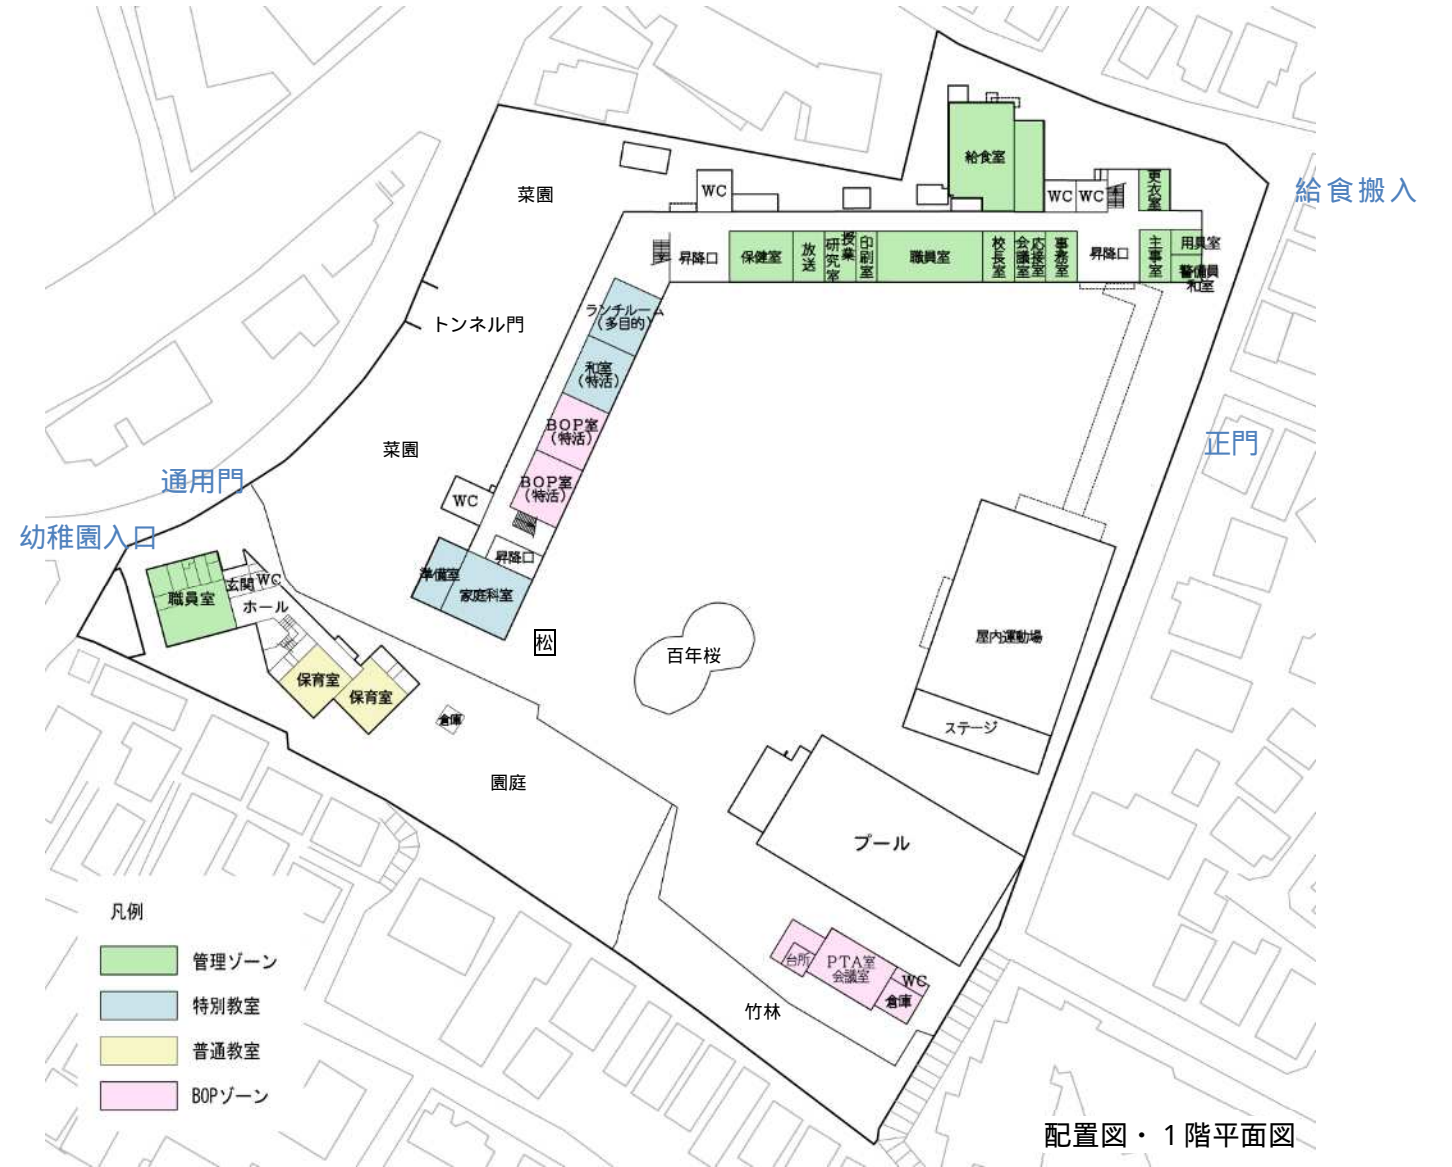 給食室
更衣室
給食搬入
菜園
WC
WC
WC
昇降口
保健室
放送
授業
研究室
印刷室
職員室
校長室
応接室
会議室
事務室
昇降口
主事室
用具室
警備員
和室
ランチルーム
(多目的)
トンネル門
和室
(特活)
BOP室
(特活)
正門
菜園
通用門
BOP室
(特活)
WC
幼稚園入口
昇降口
準備室
家庭科室
玄関
WC
職員室
ホール
松
百年桜
屋内運動場
保育室
保育室
倉庫
ステージ
園庭
プール
凡例
管理ゾーン
特別教室
普通教室
BOPゾーン
台所
PTA室
会議室
WC
倉庫
竹林
配置図・1階平面図